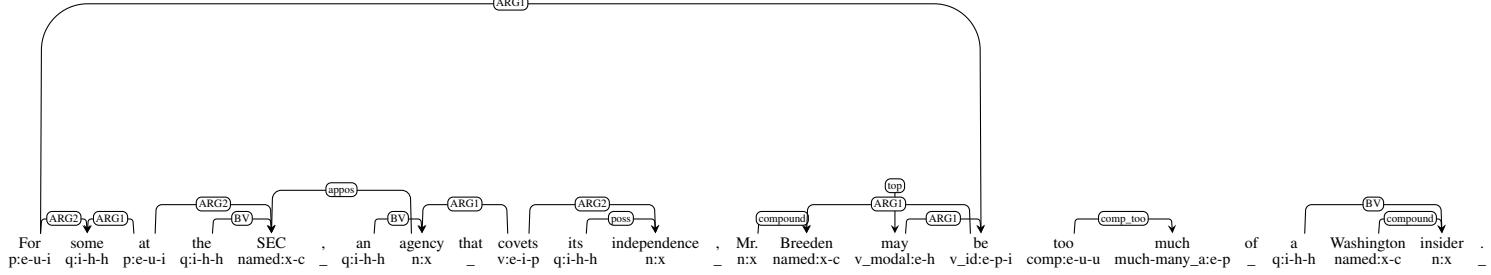 ARG1
top
appos
ARG2 ARG1 ARG2 BV
ARG2 ARG1 BV BV poss compound ARG1 comp_too compound
For some at the SEC , an agency that covets its independence , Mr. Breeden may be too much of a Washington insider .
p:e-u-i q:i-h-h p:e-u-i q:i-h-h named:x-c _ q:i-h-h n:x _ v:e-i-p q:i-h-h n:x _ n:x named:x-c v_modal:e-h v_id:e-p-i comp:e-u-u much-many_a:e-p _ q:i-h-h named:x-c n:x _